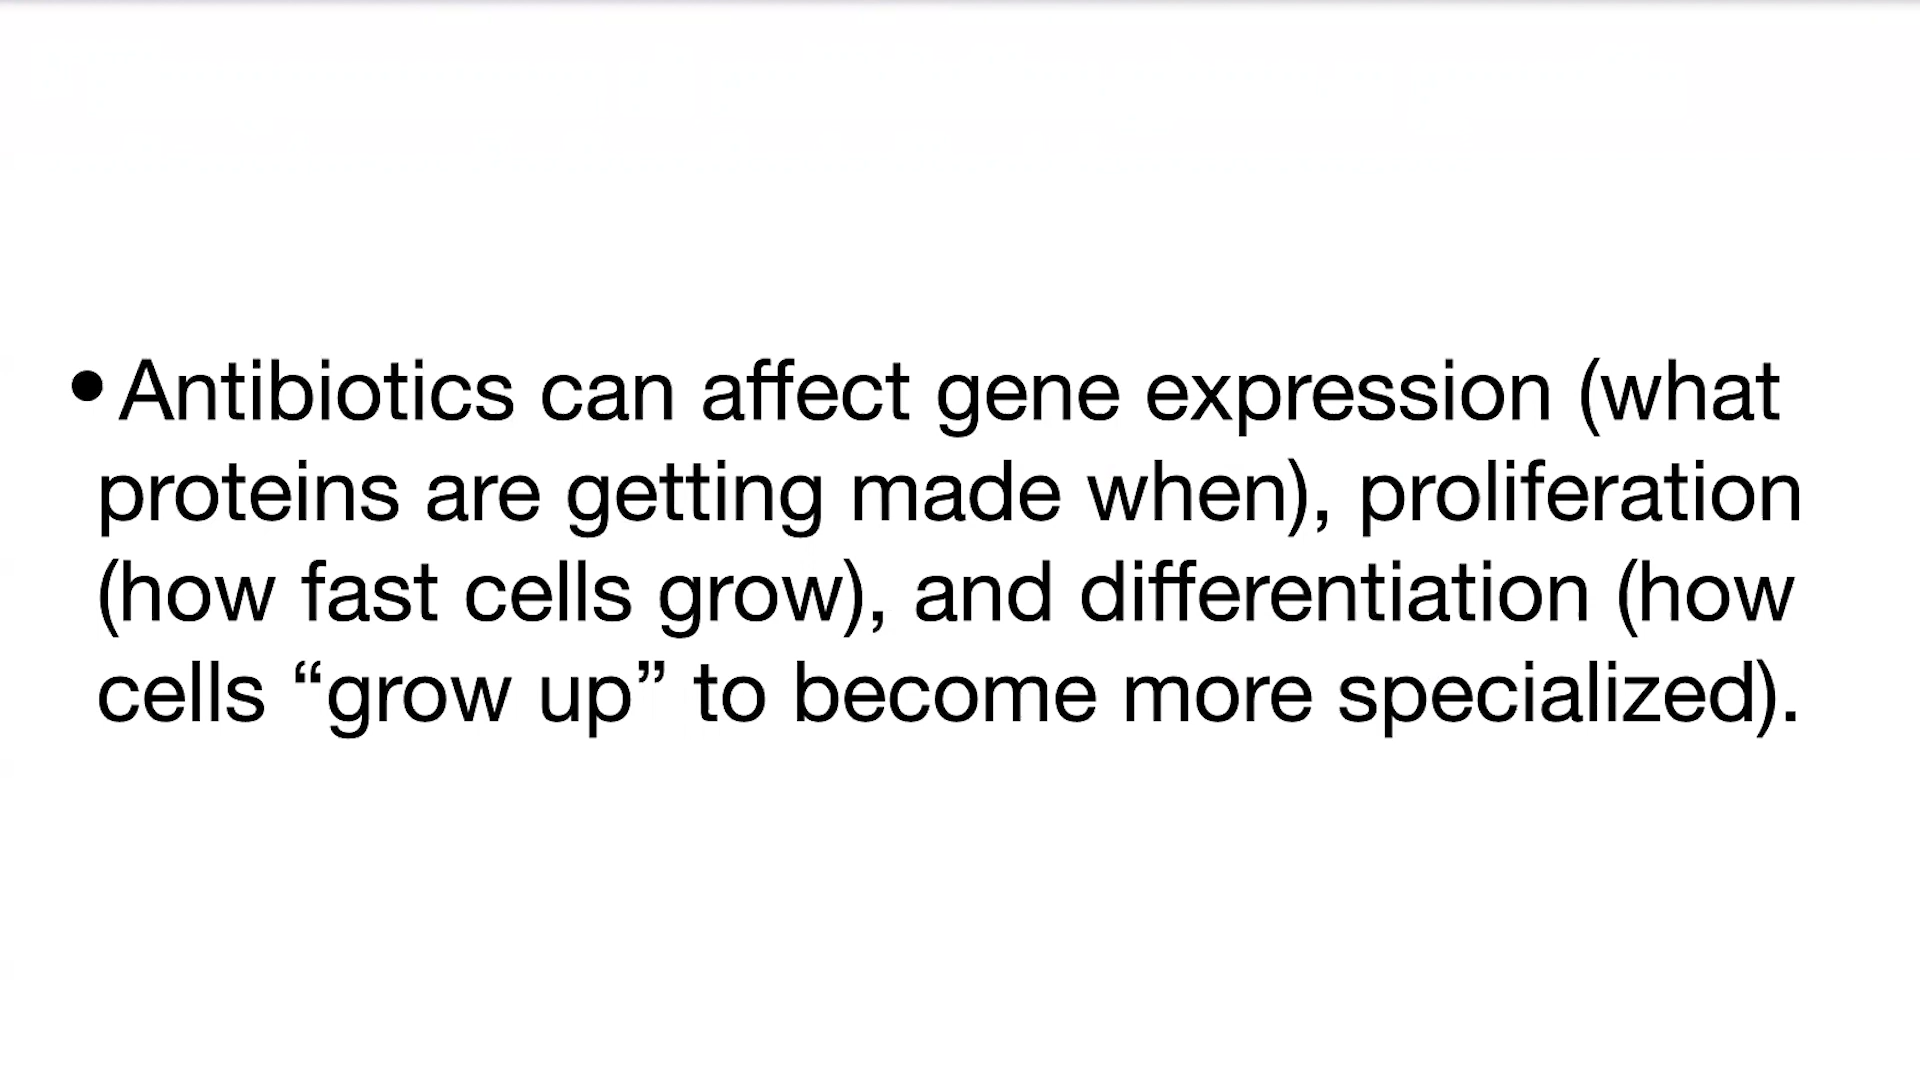 •Antibiotics can affect gene expression (what
proteins are getting made when), proliferation
(how fast cells grow), and differentiation (how
cells “grow up” to become more specialized).